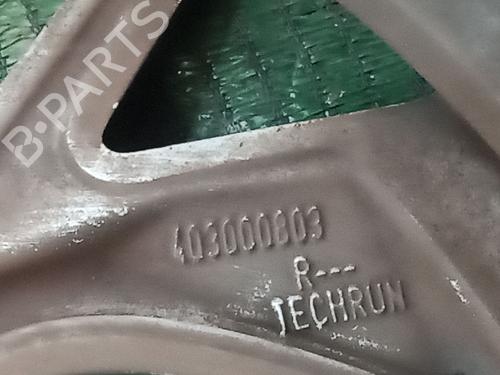 B-PARTS
403000803
R---
TECHRUN